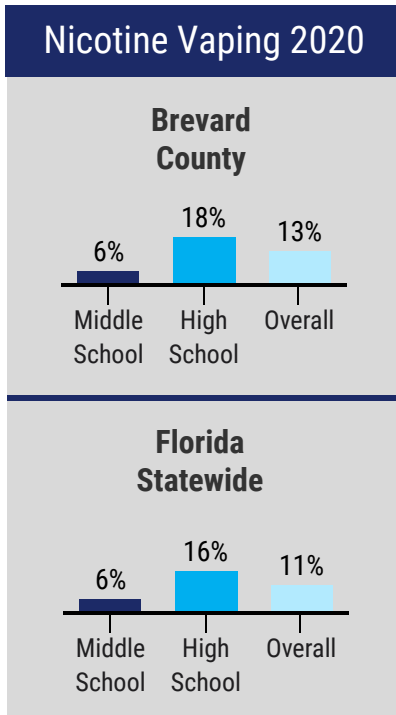 Nicotine Vaping 2020
Brevard
County
6%
18%
13%
Middle
School
High
School
Overall
Florida
Statewide
6%
16%
11%
Middle
School
High
School
Overall